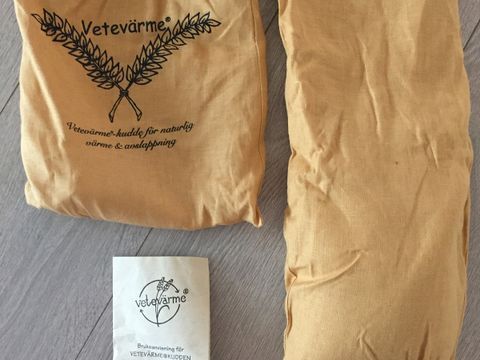 Vetevärme®
Vetevärme®-kudde för naturlig
värme & avslappning
vetevärme®
Bruksanvisning för
VETEVÄRME®KUDDEN